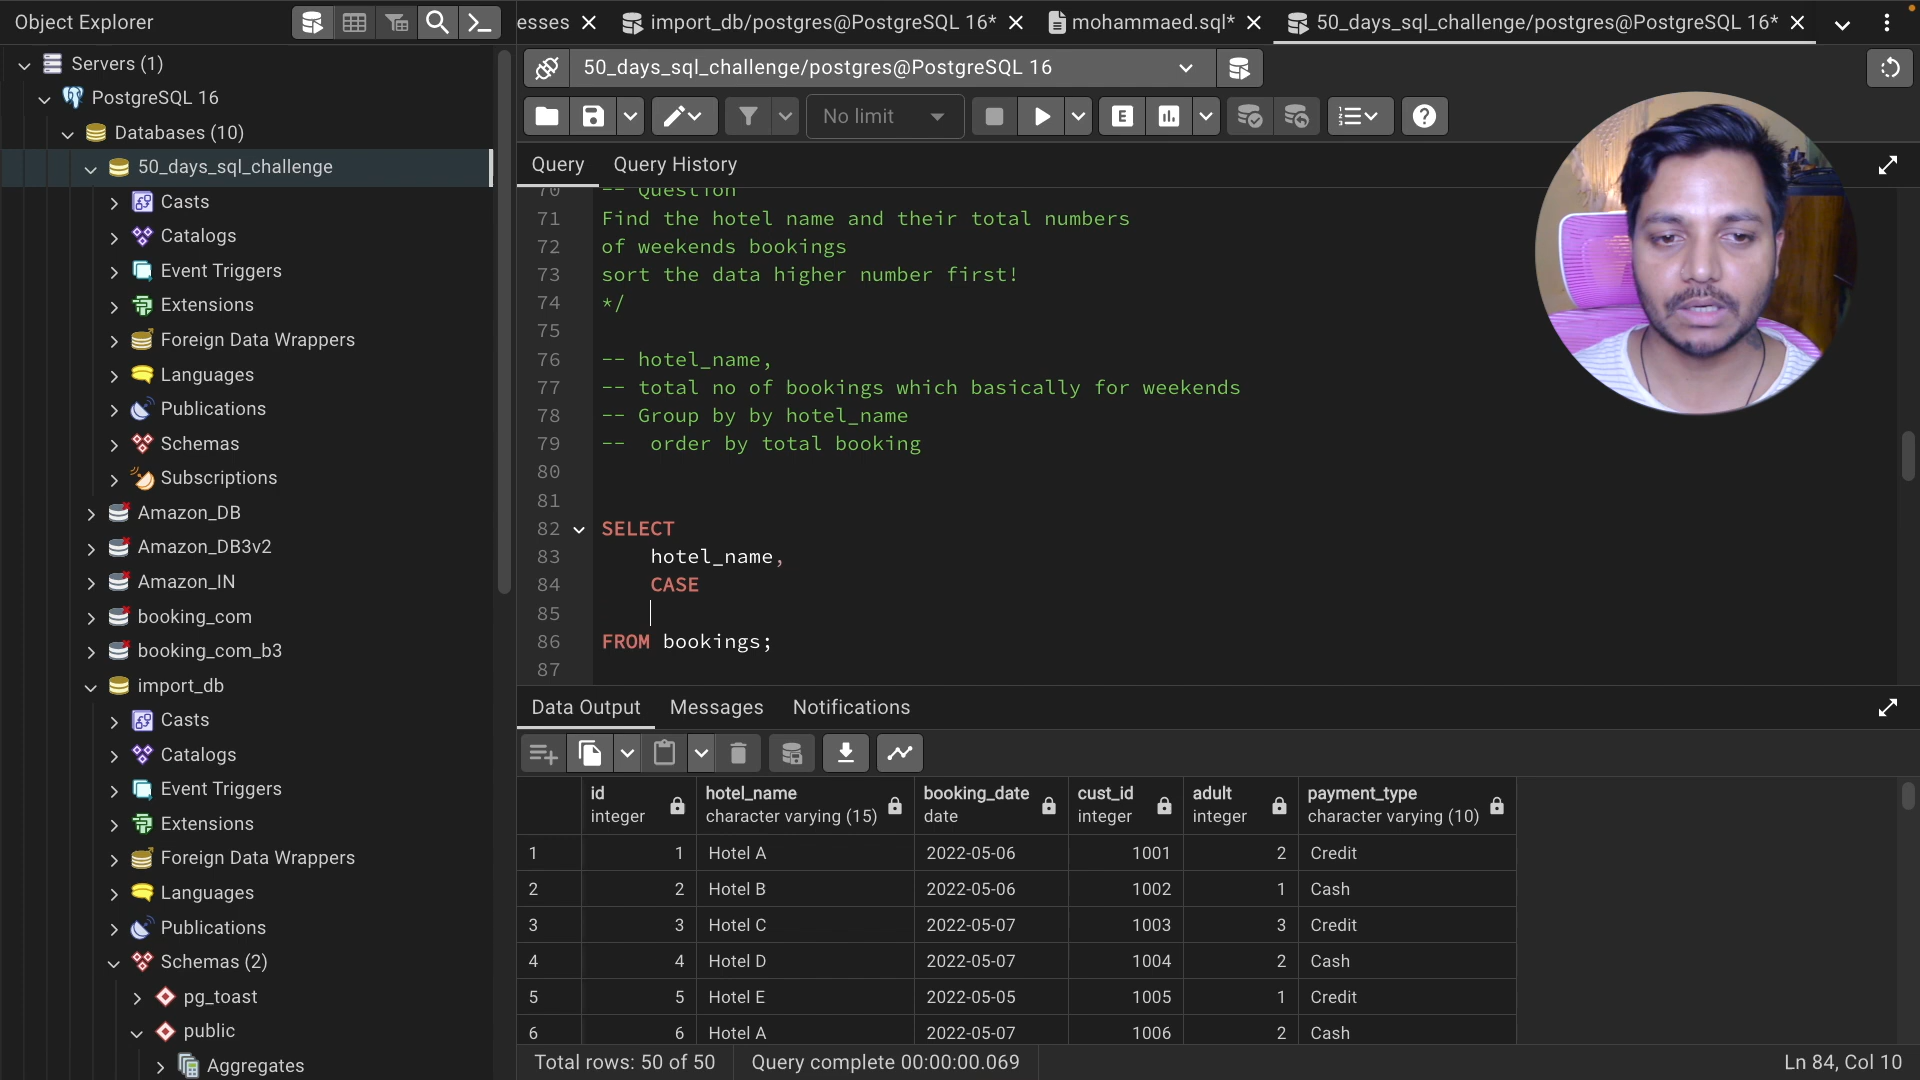 Object Explorer
esses
import_db/postgres@PostgreSQL 16*
mohammaed.sql*
50_days_sql_challenge/postgres@PostgreSQL 16*
Servers (1)
PostgreSQL 16
Databases (10)
50_days_sql_challenge
Casts
Catalogs
Event Triggers
Extensions
Foreign Data Wrappers
Languages
Publications
Schemas
Subscriptions
Amazon_DB
Amazon_DB3v2
Amazon_IN
booking_com
booking_com_b3
import_db
Casts
Catalogs
Event Triggers
Extensions
Foreign Data Wrappers
Languages
Publications
Schemas (2)
pg_toast
public
Aggregates
50_days_sql_challenge/postgres@PostgreSQL 16
No limit
E
Query Query History
70 -- Question
71 Find the hotel name and their total numbers
72 of weekends bookings
73 sort the data higher number first!
74 */
75
76 -- hotel_name,
77 -- total no of bookings which basically for weekends
78 -- Group by by hotel_name
79 --  order by total booking
80
81
82 SELECT
83 hotel_name,
84 CASE
85
86 FROM bookings;
87
Data Output Messages Notifications
id integer hotel_name character varying (15) booking_date date cust_id integer adult integer payment_type character varying (10)
1 1 Hotel A 2022-05-06 1001 2 Credit
2 2 Hotel B 2022-05-06 1002 1 Cash
3 3 Hotel C 2022-05-07 1003 3 Credit
4 4 Hotel D 2022-05-07 1004 2 Cash
5 5 Hotel E 2022-05-05 1005 1 Credit
6 6 Hotel A 2022-05-07 1006 2 Cash
Total rows: 50 of 50 Query complete 00:00:00.069 Ln 84, Col 10